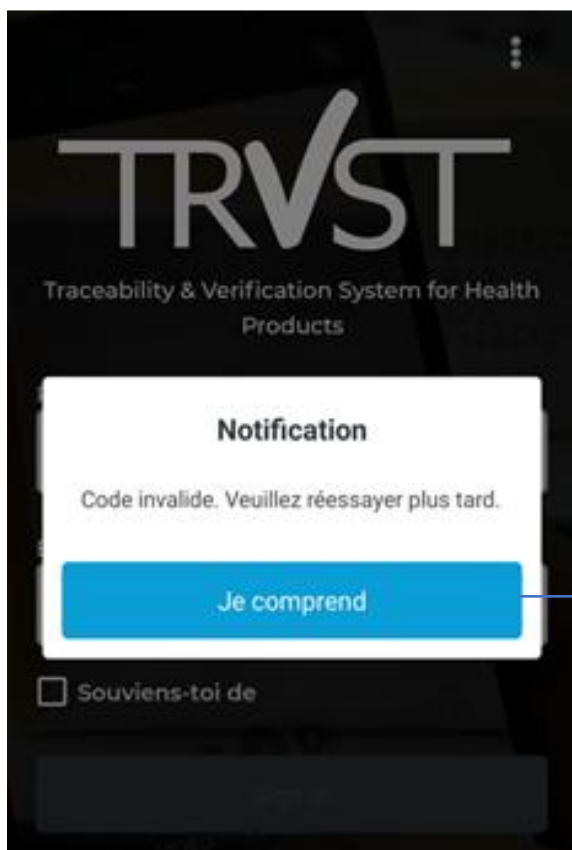 TRVST
Traceability & Verification System for Health
Products
Notification
Code invalide. Veuillez réessayer plus tard.
Je comprend
Souviens-toi de